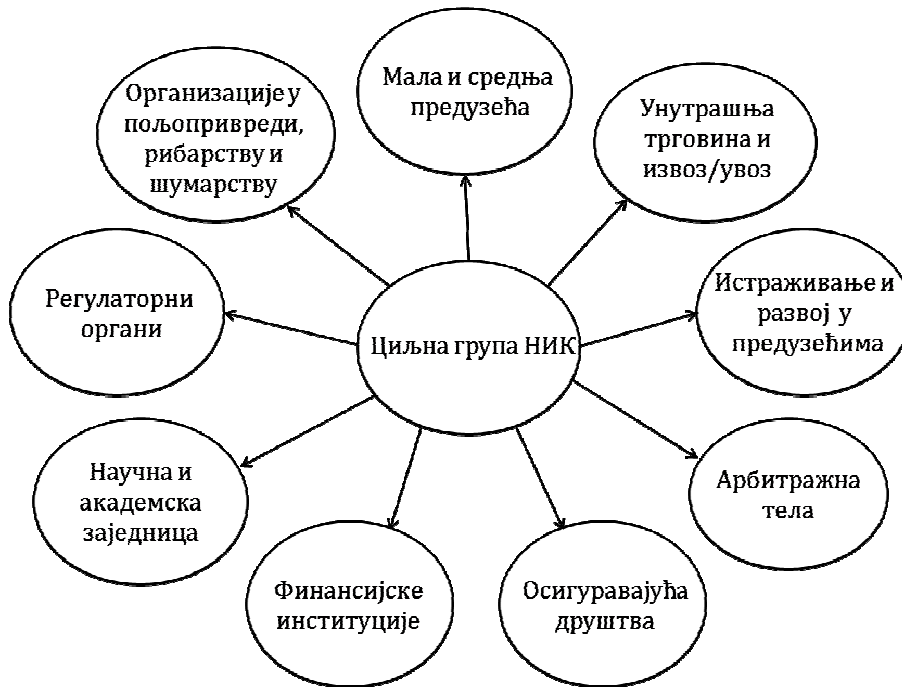 Мала и средња
предузећа
Организације у
пољопривреди,
рибарству и
шумарству
Унутрашња
трговина и
извоз/увоз
Регулаторни
органи
Циљна група НИК
Истраживање и
развој у
предузећима
Научна и
академска
заједница
Арбитражна
тела
Финансијске
институције
Осигуравајућа
друштва